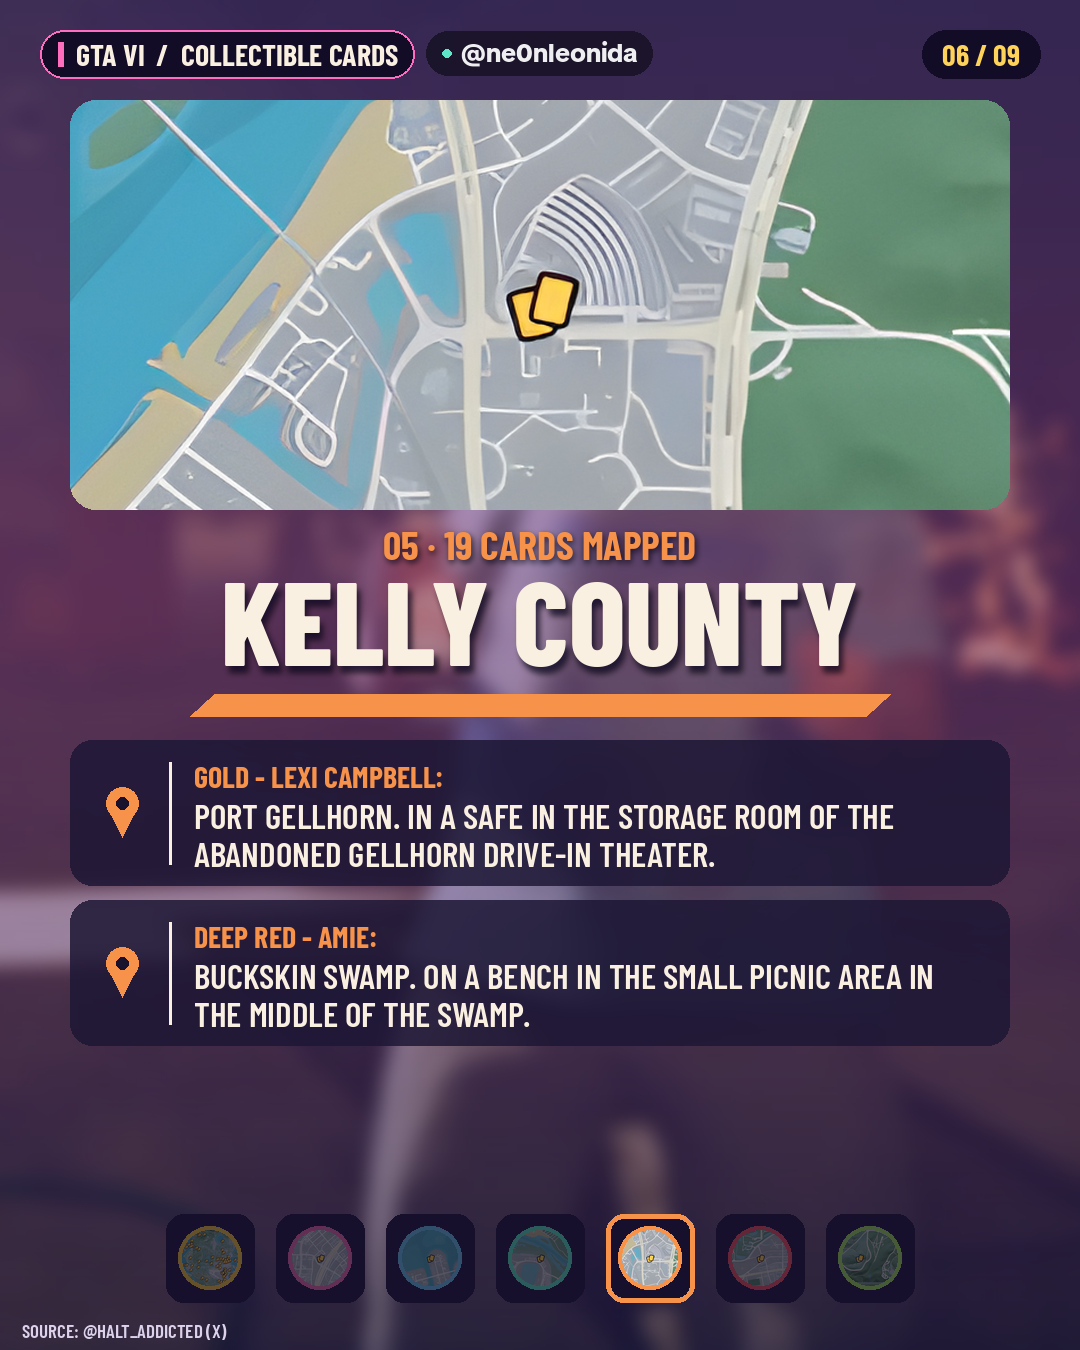 GTA VI / COLLECTIBLE CARDS
@ne0nleonida
06 / 09
05 · 19 CARDS MAPPED
KELLY COUNTY
GOLD - LEXI CAMPBELL:
PORT GELLHORN. IN A SAFE IN THE STORAGE ROOM OF THE
ABANDONED GELLHORN DRIVE-IN THEATER.
DEEP RED - AMIE:
BUCKSKIN SWAMP. ON A BENCH IN THE SMALL PICNIC AREA IN
THE MIDDLE OF THE SWAMP.
SOURCE: @HALT_ADDICTED (X)